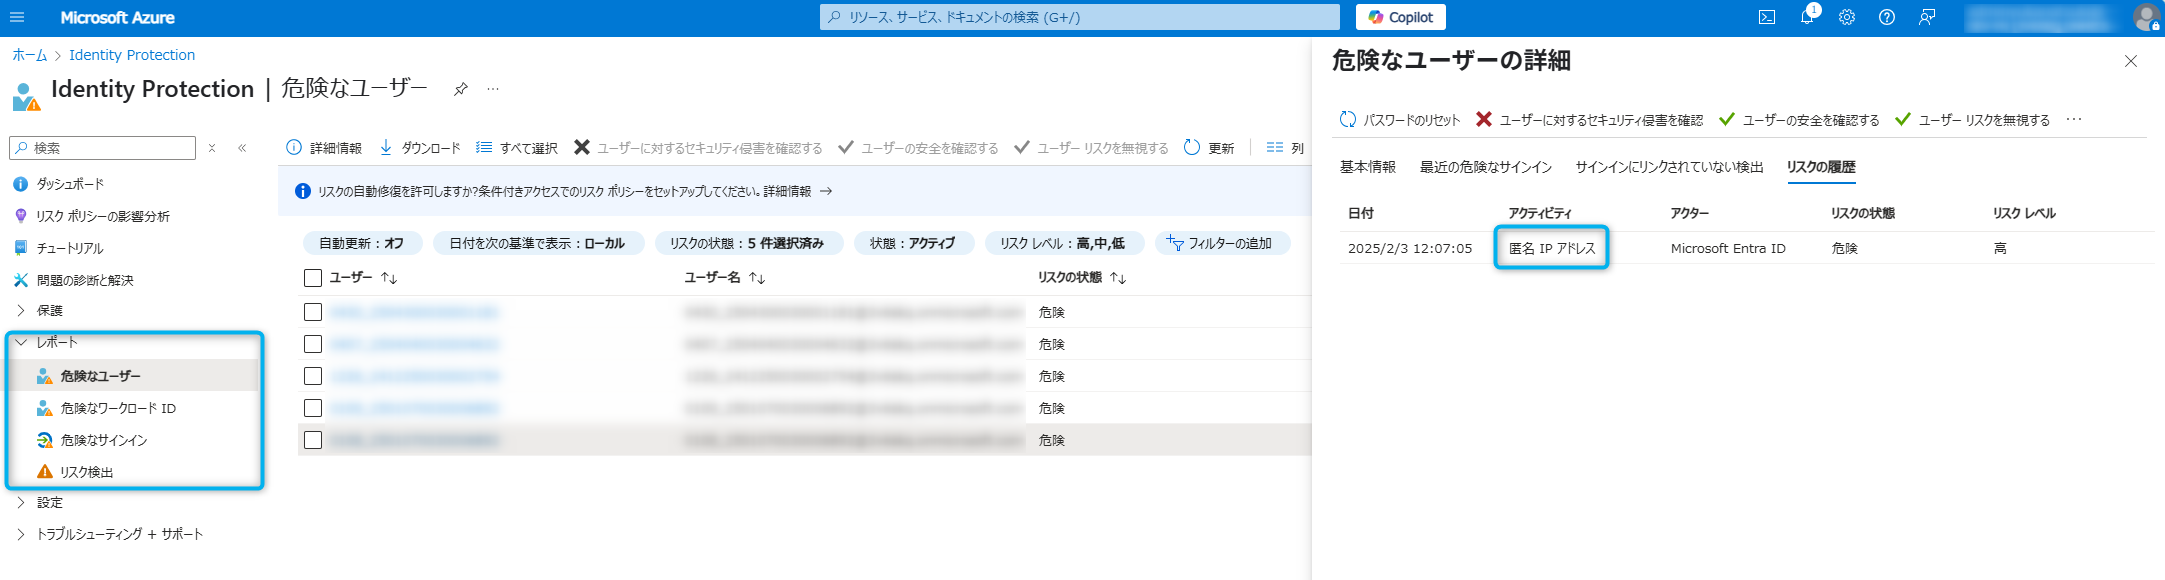 Microsoft Azure
リソース、サービス、ドキュメントの検索 (G+/)
Copilot
1
ホーム > Identity Protection
Identity Protection | 危険なユーザー
検索
ダッシュボード
リスク ポリシーの影響分析
チュートリアル
問題の診断と解決
保護
レポート
危険なユーザー
危険なワークロード ID
危険なサインイン
リスク検出
設定
トラブルシューティング + サポート
詳細情報 ダウンロード すべて選択 ユーザーに対するセキュリティ侵害を確認する ユーザーの安全を確認する ユーザー リスクを無視する 更新 列
リスクの自動修復を許可しますか?条件付きアクセスでのリスク ポリシーをセットアップしてください。詳細情報 →
自動更新 : オフ 日付を次の基準で表示 : ローカル リスクの状態 : 5 件選択済み 状態 : アクティブ リスク レベル : 高,中,低 フィルターの追加
ユーザー ↑↓ ユーザー名 ↑↓ リスクの状態 ↑↓
危険
危険
危険
危険
危険
危険なユーザーの詳細
パスワードのリセット ユーザーに対するセキュリティ侵害を確認 ユーザーの安全を確認する ユーザー リスクを無視する ...
基本情報 最近の危険なサインイン サインインにリンクされていない検出 リスクの履歴
日付 アクティビティ アクター リスクの状態 リスク レベル
2025/2/3 12:07:05 匿名 IP アドレス Microsoft Entra ID 危険 高